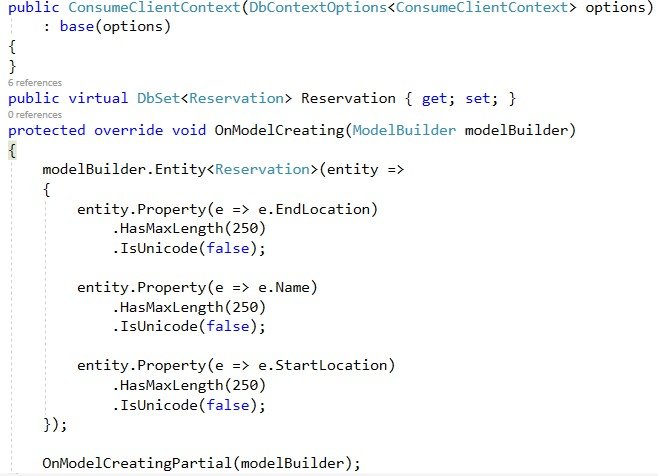 public ConsumeClientContext(DbContextOptions<ConsumeClientContext> options)
    : base(options)
{
}
6 references
public virtual DbSet<Reservation> Reservation { get; set; }
0 references
protected override void OnModelCreating(ModelBuilder modelBuilder)
{
    modelBuilder.Entity<Reservation>(entity =>
    {
        entity.Property(e => e.EndLocation)
            .HasMaxLength(250)
            .IsUnicode(false);

        entity.Property(e => e.Name)
            .HasMaxLength(250)
            .IsUnicode(false);

        entity.Property(e => e.StartLocation)
            .HasMaxLength(250)
            .IsUnicode(false);
    });

    OnModelCreatingPartial(modelBuilder);